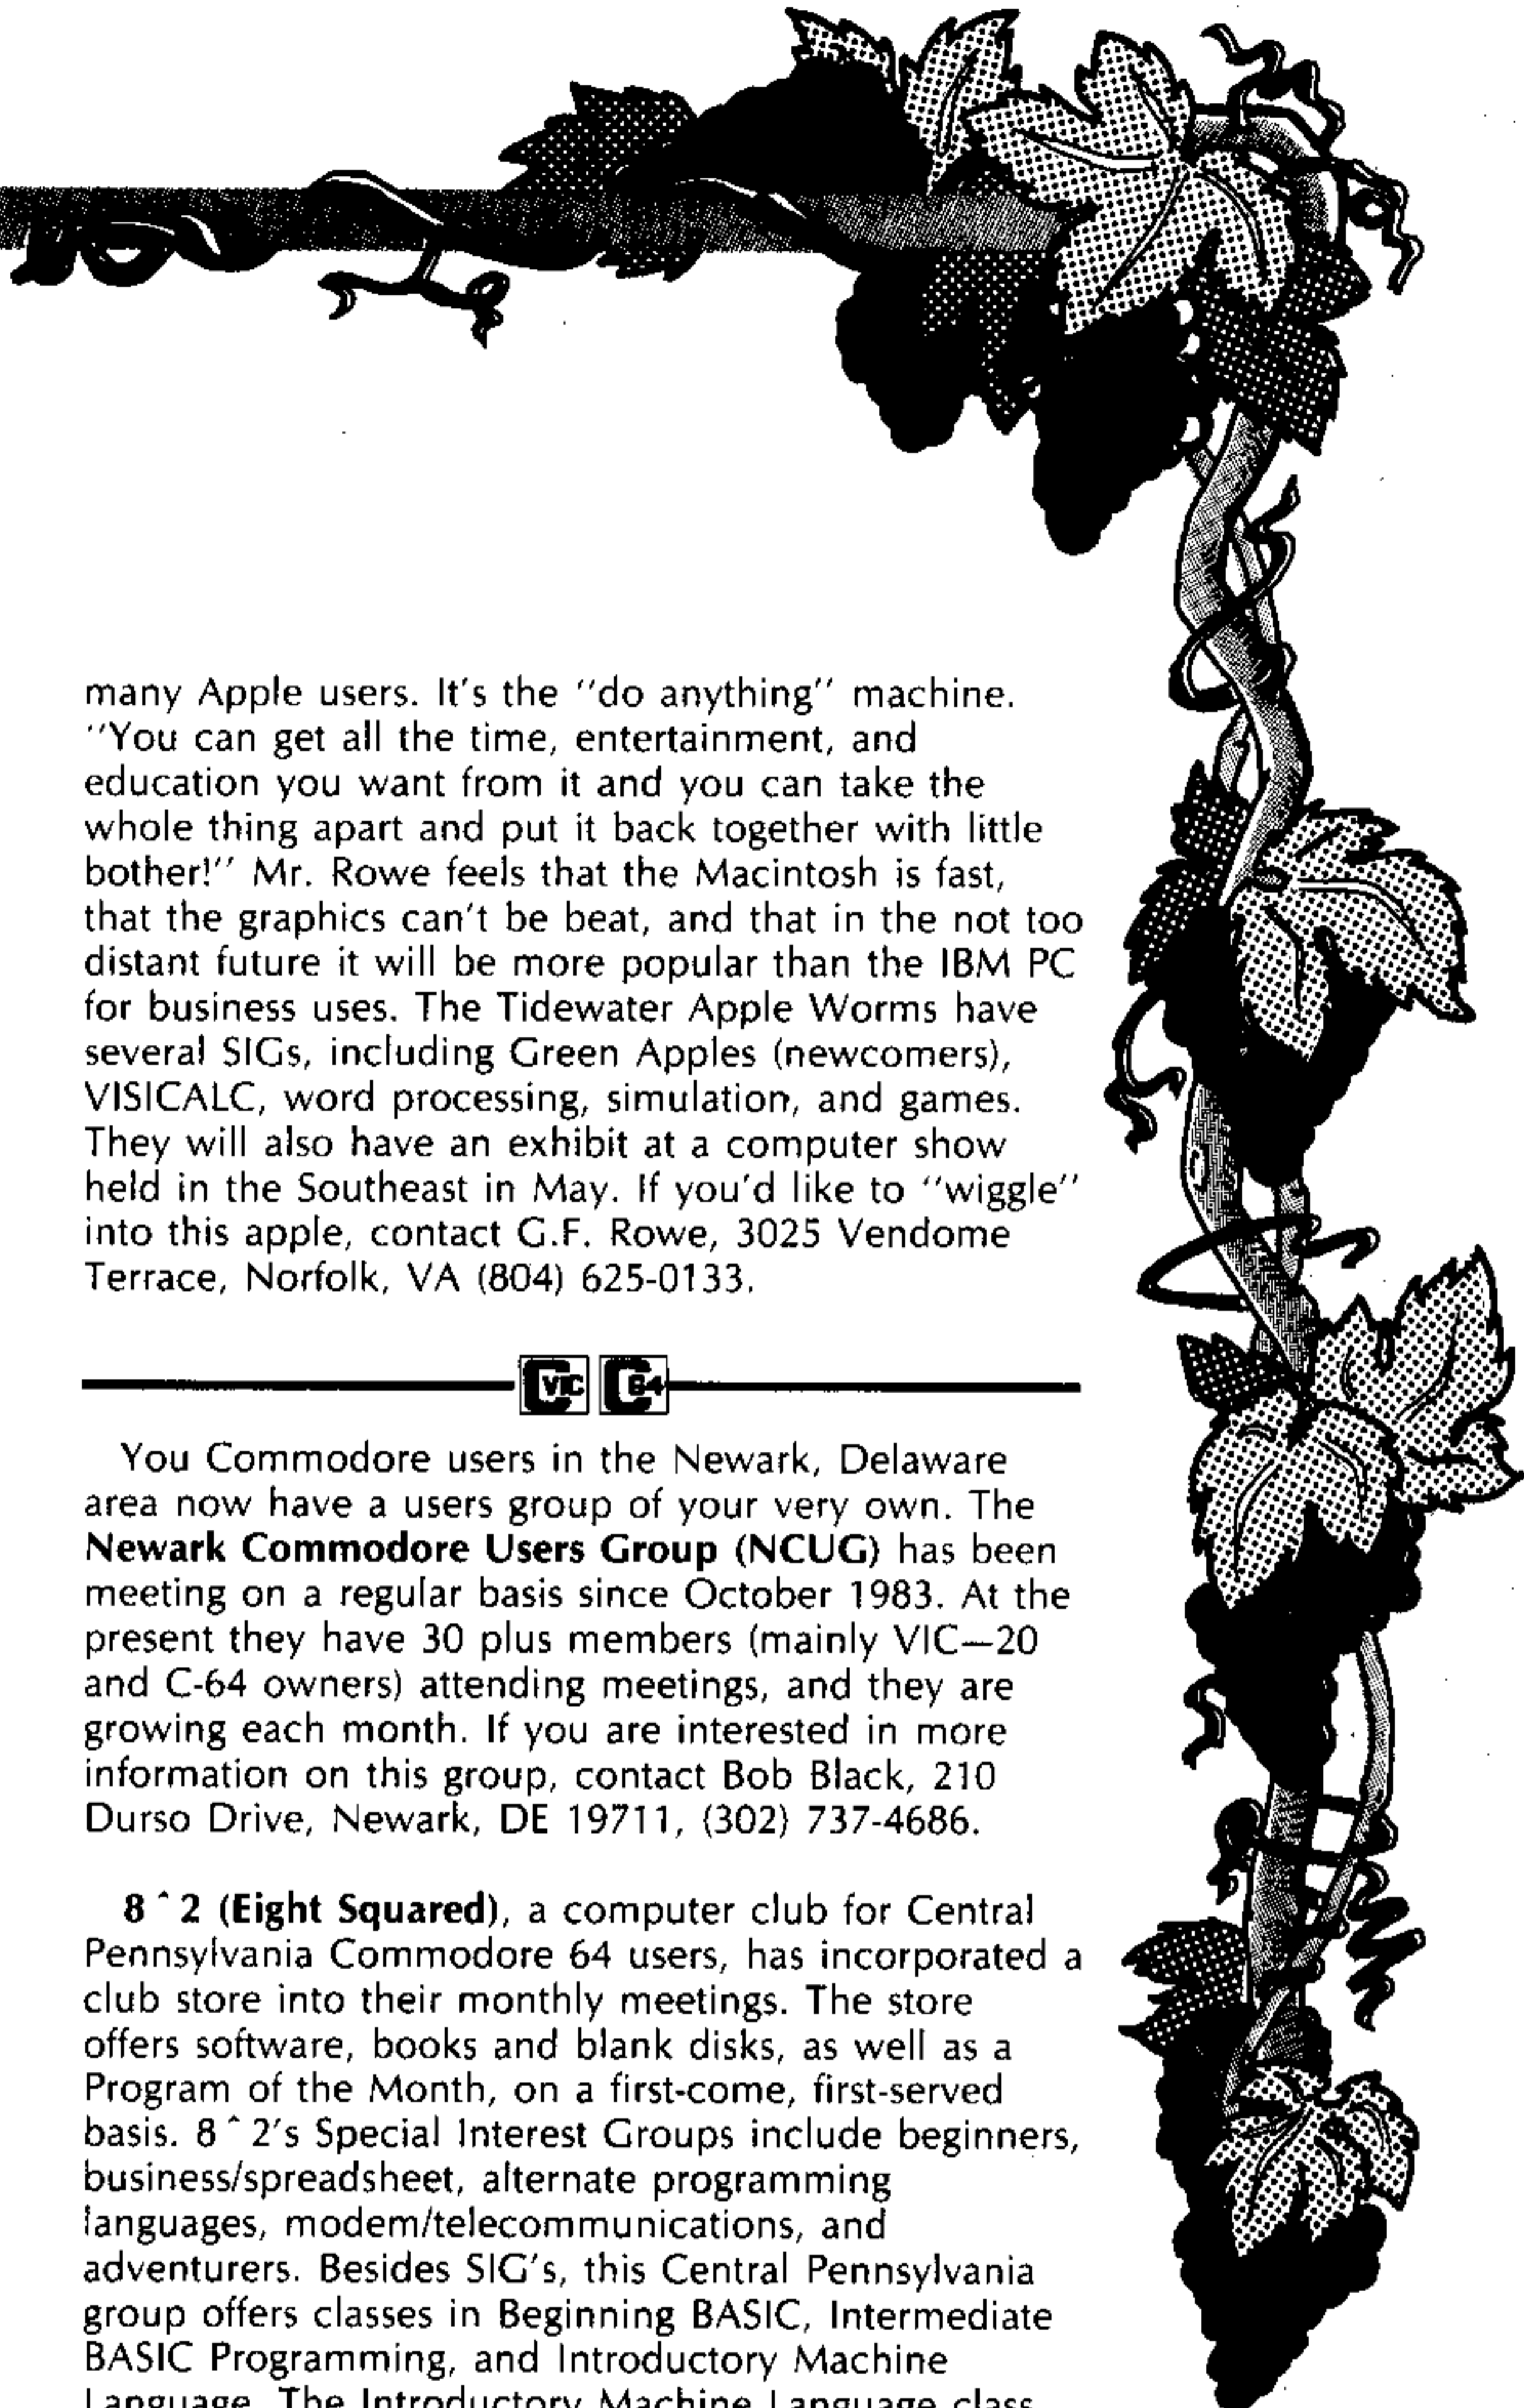 many Apple users. It's the "do anything" machine.
"You can get all the time, entertainment, and
education you want from it and you can take the
whole thing apart and put it back together with little
bother!" Mr. Rowe feels that the Macintosh is fast,
that the graphics can't be beat, and that in the not too
distant future it will be more popular than the IBM PC
for business uses. The Tidewater Apple Worms have
several SIGs, including Green Apples (newcomers),
VISICALC, word processing, simulation, and games.
They will also have an exhibit at a computer show
held in the Southeast in May. If you'd like to "wiggle"
into this apple, contact G.F. Rowe, 3025 Vendome
Terrace, Norfolk, VA (804) 625-0133.
C VIC C 64
You Commodore users in the Newark, Delaware
area now have a users group of your very own. The
Newark Commodore Users Group (NCUG) has been
meeting on a regular basis since October 1983. At the
present they have 30 plus members (mainly VIC—20
and C-64 owners) attending meetings, and they are
growing each month. If you are interested in more
information on this group, contact Bob Black, 210
Durso Drive, Newark, DE 19711, (302) 737-4686.
8 ^ 2 (Eight Squared), a computer club for Central
Pennsylvania Commodore 64 users, has incorporated a
club store into their monthly meetings. The store
offers software, books and blank disks, as well as a
Program of the Month, on a first-come, first-served
basis. 8 ^ 2's Special Interest Groups include beginners,
business/spreadsheet, alternate programming
languages, modem/telecommunications, and
adventurers. Besides SIG's, this Central Pennsylvania
group offers classes in Beginning BASIC, Intermediate
BASIC Programming, and Introductory Machine
Language. The Introductory Machine Language class